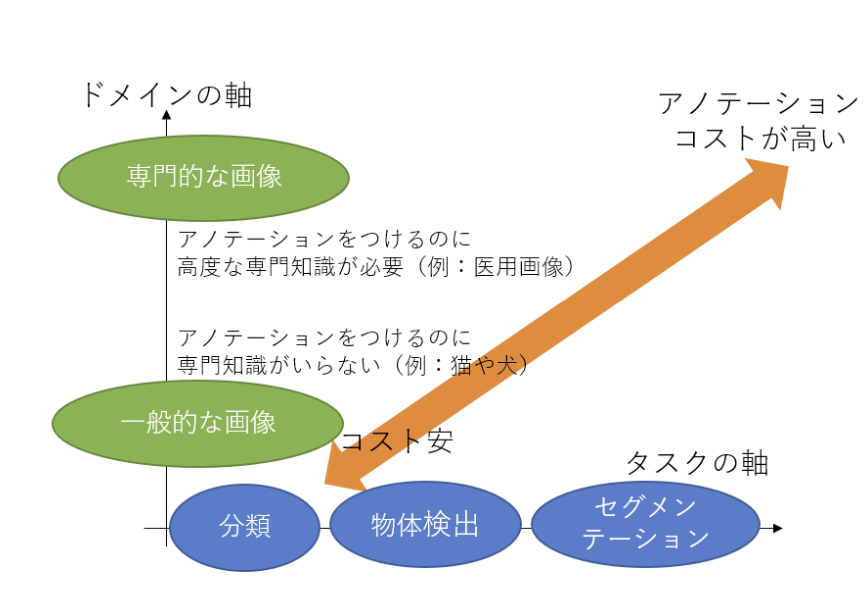 ドメインの軸
アノテーション
コストが高い
専門的な画像
アノテーションをつけるのに
高度な専門知識が必要（例：医用画像）
アノテーションをつけるのに
専門知識がいらない（例：猫や犬）
一般的な画像
コスト安
タスクの軸
分類
物体検出
セグメン
テーション